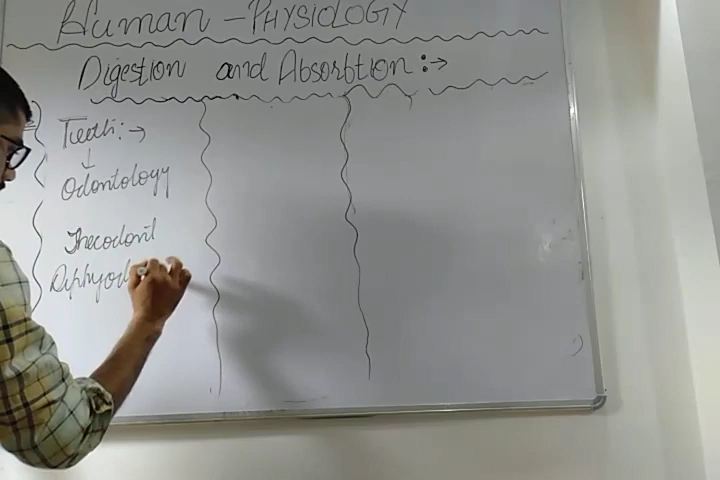 Human - PHYSIOLOGY
Digestion and Absorbtion :→
Teeth :→
↓
Odontology
Thecodont
Diphyod